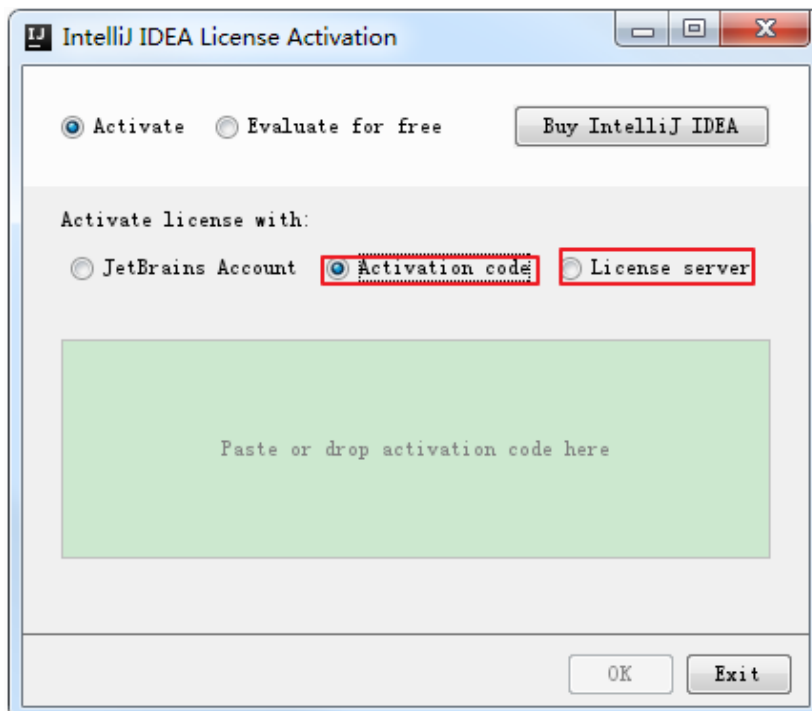 IJ IntelliJ IDEA License Activation
Activate Evaluate for free Buy IntelliJ IDEA
Activate license with:
JetBrains Account Activation code License server
Paste or drop activation code here
OK Exit